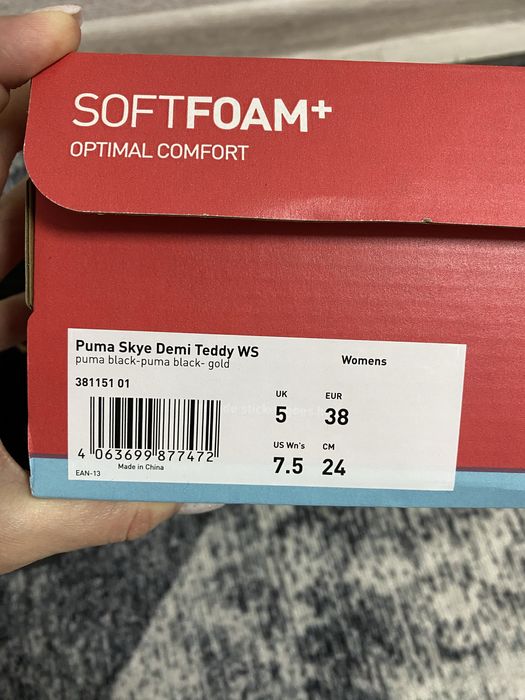 SOFTFOAM+
OPTIMAL COMFORT
Puma Skye Demi Teddy WS
puma black-puma black- gold
Womens
381151 01
UK EUR
5 38
US Wn's CM
7.5 24
4 063699 877472
Made in China
EAN-13